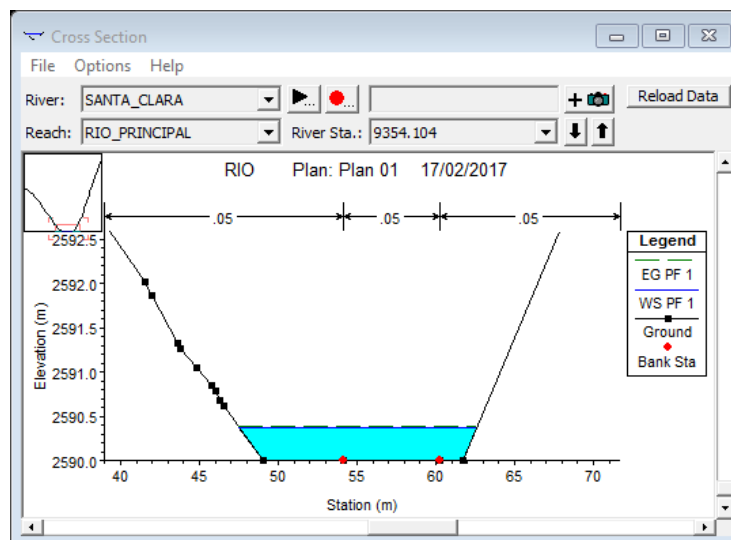 Cross Section
File Options Help
River: SANTA_CLARA ... ... Reload Data
Reach: RIO_PRINCIPAL River Sta.: 9354.104
RIO Plan: Plan 01 17/02/2017
.05 .05 .05
Legend
EG PF 1
WS PF 1
Ground
Bank Sta
Elevation (m)
2592.5
2592.0
2591.5
2591.0
2590.5
2590.0
40 45 50 55 60 65 70
Station (m)